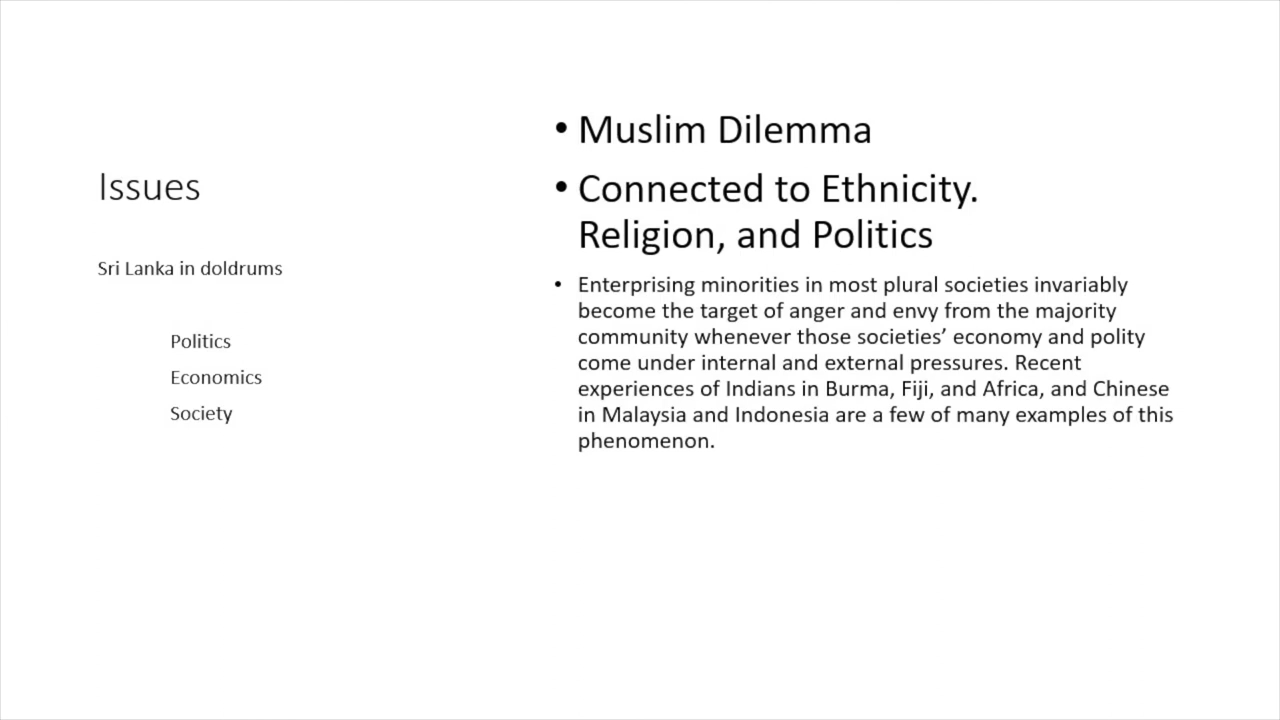 Issues
Sri Lanka in doldrums
Politics
Economics
Society
• Muslim Dilemma
• Connected to Ethnicity.
Religion, and Politics
• Enterprising minorities in most plural societies invariably
become the target of anger and envy from the majority
community whenever those societies’ economy and polity
come under internal and external pressures. Recent
experiences of Indians in Burma, Fiji, and Africa, and Chinese
in Malaysia and Indonesia are a few of many examples of this
phenomenon.